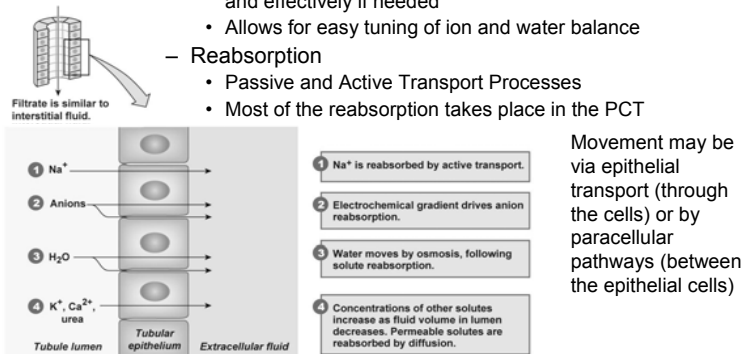 and effectively if needed
• Allows for easy tuning of ion and water balance
– Reabsorption
• Passive and Active Transport Processes
• Most of the reabsorption takes place in the PCT
Filtrate is similar to
interstitial fluid.
1 Na⁺
2 Anions
3 H₂O
4 K⁺, Ca²⁺,
urea
Tubule lumen
Tubular
epithelium
Extracellular fluid
1 Na⁺ is reabsorbed by active transport.
2 Electrochemical gradient drives anion
reabsorption.
3 Water moves by osmosis, following
solute reabsorption.
4 Concentrations of other solutes
increase as fluid volume in lumen
decreases. Permeable solutes are
reabsorbed by diffusion.
Movement may be
via epithelial
transport (through
the cells) or by
paracellular
pathways (between
the epithelial cells)